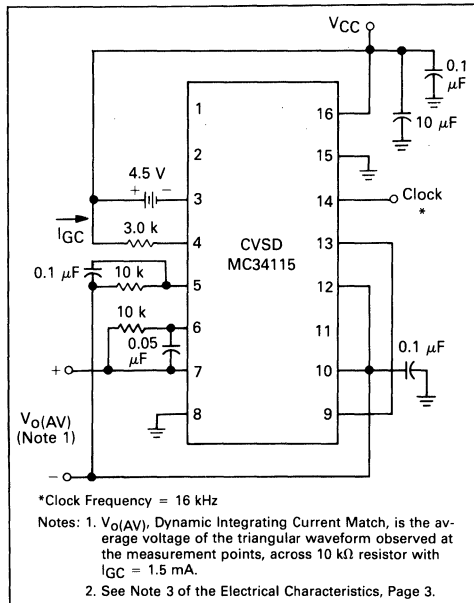 VCC
0.1
μF
10 μF
1
16
2
15
4.5 V
+ −
3
14
Clock
*
IGC
3.0 k
4
CVSD
MC34115
13
0.1 μF
10 k
5
12
10 k
6
11
0.05
μF
0.1 μF
+
7
10
8
9
Vo(AV)
(Note 1)
−
*Clock Frequency = 16 kHz
Notes: 1. Vo(AV), Dynamic Integrating Current Match, is the av-
erage voltage of the triangular waveform observed at
the measurement points, across 10 kΩ resistor with
IGC = 1.5 mA.
2. See Note 3 of the Electrical Characteristics, Page 3.